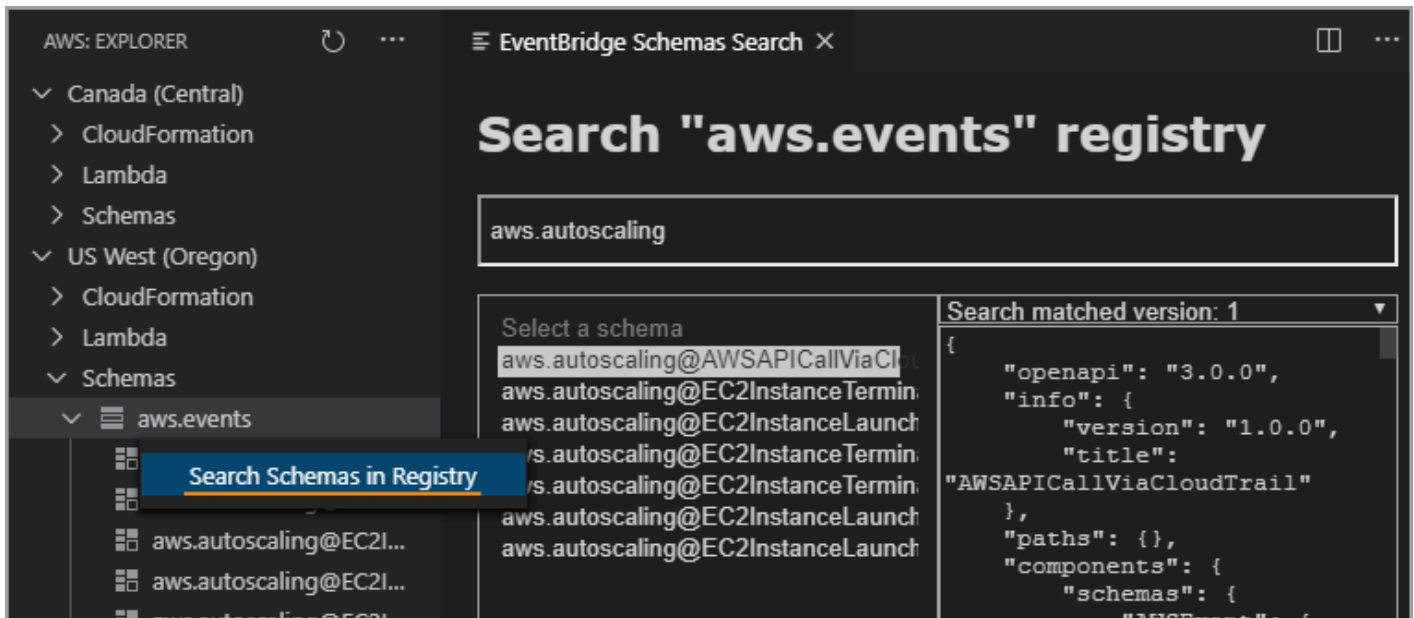 AWS: EXPLORER
Canada (Central)
CloudFormation
Lambda
Schemas
US West (Oregon)
CloudFormation
Lambda
Schemas
aws.events
Search Schemas in Registry
aws.autoscaling@EC2I...
aws.autoscaling@EC2I...
EventBridge Schemas Search
Search "aws.events" registry
aws.autoscaling
Select a schema
aws.autoscaling@AWSAPICallViaClou
aws.autoscaling@EC2InstanceTermin
aws.autoscaling@EC2InstanceLaunch
s.autoscaling@EC2InstanceTermin
s.autoscaling@EC2InstanceTermin
aws.autoscaling@EC2InstanceLaunch
aws.autoscaling@EC2InstanceLaunch
Search matched version: 1
{
"openapi": "3.0.0",
"info": {
"version": "1.0.0",
"title":
"AWSAPICallViaCloudTrail"
},
"paths": {},
"components": {
"schemas": {